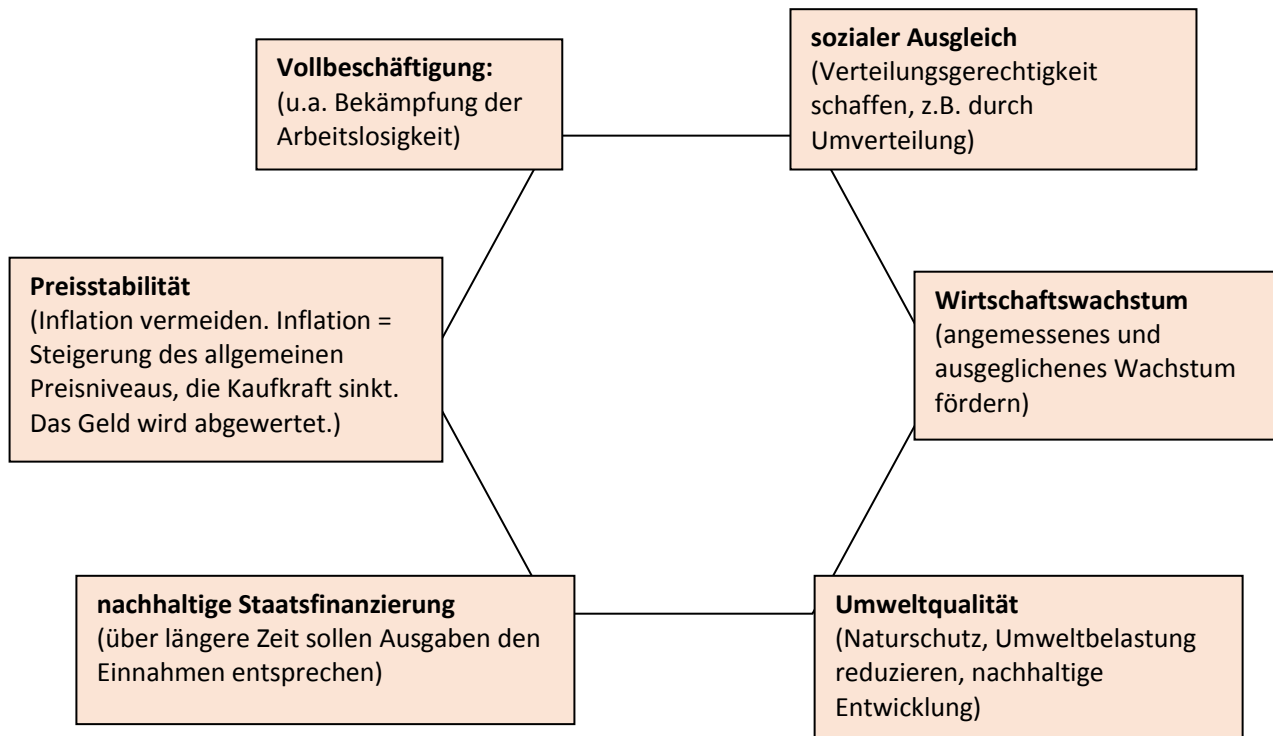 Vollbeschäftigung:
(u.a. Bekämpfung der
Arbeitslosigkeit)
sozialer Ausgleich
(Verteilungsgerechtigkeit
schaffen, z.B. durch
Umverteilung)
Preisstabilität
(Inflation vermeiden. Inflation =
Steigerung des allgemeinen
Preisniveaus, die Kaufkraft sinkt.
Das Geld wird abgewertet.)
Wirtschaftswachstum
(angemessenes und
ausgeglichenes Wachstum
fördern)
nachhaltige Staatsfinanzierung
(über längere Zeit sollen Ausgaben den
Einnahmen entsprechen)
Umweltqualität
(Naturschutz, Umweltbelastung
reduzieren, nachhaltige
Entwicklung)